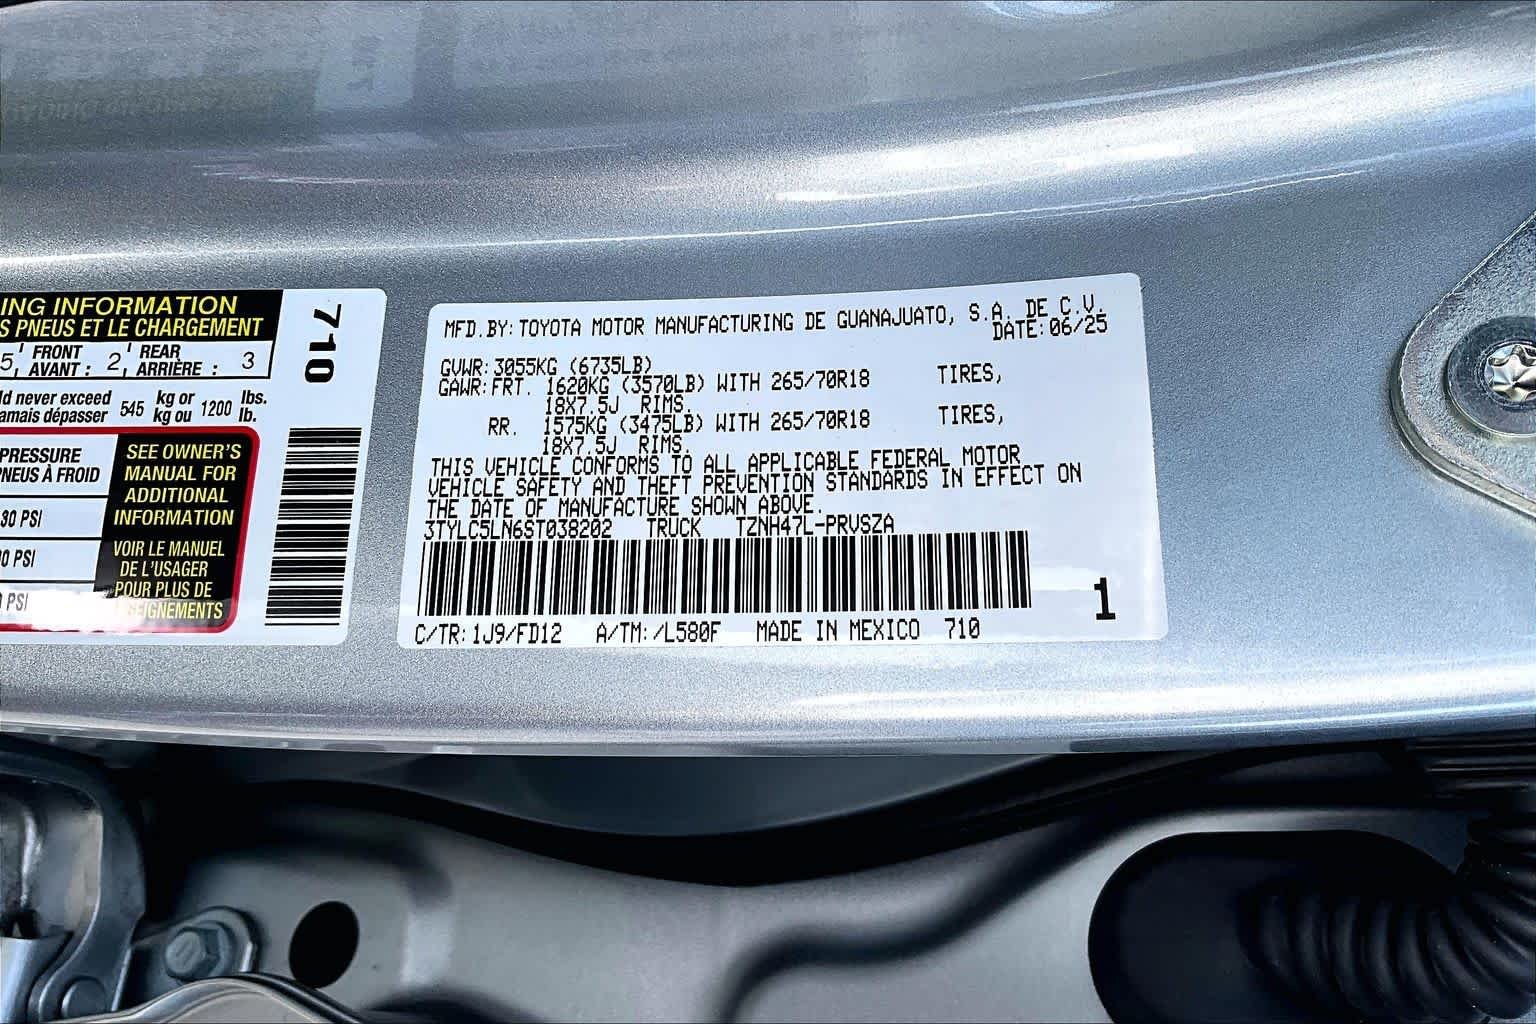 ING INFORMATION
S PNEUS ET LE CHARGEMENT
5 FRONT AVANT : 2 REAR ARRIÈRE : 3
ld never exceed 545 kg or 1200 lbs.
amais dépasser kg ou lb.
PRESSURE
PNEUS À FROID
30 PSI
0 PSI
PSI
SEE OWNER'S
MANUAL FOR
ADDITIONAL
INFORMATION
VOIR LE MANUEL
DE L'USAGER
POUR PLUS DE
SEIGNEMENTS
710
MFD.BY: TOYOTA MOTOR MANUFACTURING DE GUANAJUATO, S.A. DE C.V.
DATE: 06/25
GVWR: 3055KG (6735LB)
GAWR: FRT. 1620KG (3570LB) WITH 265/70R18 TIRES,
18X7.5J RIMS.
RR. 1575KG (3475LB) WITH 265/70R18 TIRES,
18X7.5J RIMS.
THIS VEHICLE CONFORMS TO ALL APPLICABLE FEDERAL MOTOR
VEHICLE SAFETY AND THEFT PREVENTION STANDARDS IN EFFECT ON
THE DATE OF MANUFACTURE SHOWN ABOVE.
3TYLC5LN6ST038202 TRUCK TZNH47L-PRVSZA
1
C/TR: 1J9/FD12 A/TM: /L580F MADE IN MEXICO 710